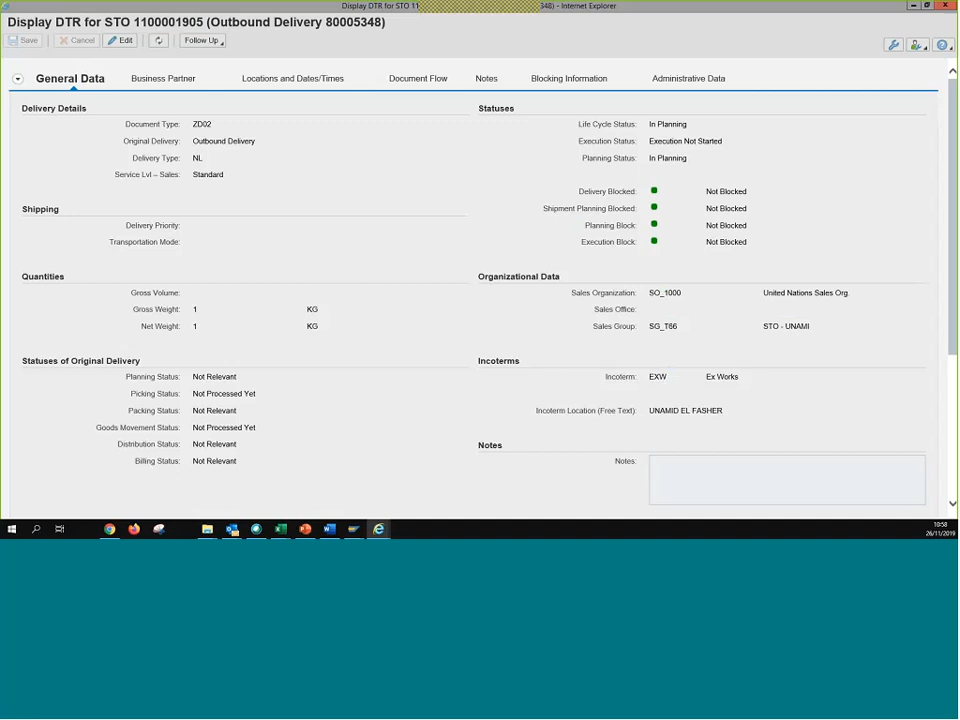 Display DTR for STO 11 348) - Internet Explorer
Display DTR for STO 1100001905 (Outbound Delivery 80005348)
Save Cancel Edit Follow Up
General Data Business Partner Locations and Dates/Times Document Flow Notes Blocking Information Administrative Data
Delivery Details
Document Type: ZD02
Original Delivery: Outbound Delivery
Delivery Type: NL
Service Lvl – Sales: Standard
Shipping
Delivery Priority:
Transportation Mode:
Quantities
Gross Volume:
Gross Weight: 1 KG
Net Weight: 1 KG
Statuses of Original Delivery
Planning Status: Not Relevant
Picking Status: Not Processed Yet
Packing Status: Not Relevant
Goods Movement Status: Not Processed Yet
Distribution Status: Not Relevant
Billing Status: Not Relevant
Statuses
Life Cycle Status: In Planning
Execution Status: Execution Not Started
Planning Status: In Planning
Delivery Blocked: Not Blocked
Shipment Planning Blocked: Not Blocked
Planning Block: Not Blocked
Execution Block: Not Blocked
Organizational Data
Sales Organization: SO_1000 United Nations Sales Org.
Sales Office:
Sales Group: SG_T66 STO - UNAMI
Incoterms
Incoterm: EXW Ex Works
Incoterm Location (Free Text): UNAMID EL FASHER
Notes
Notes:
10:58
26/11/2019